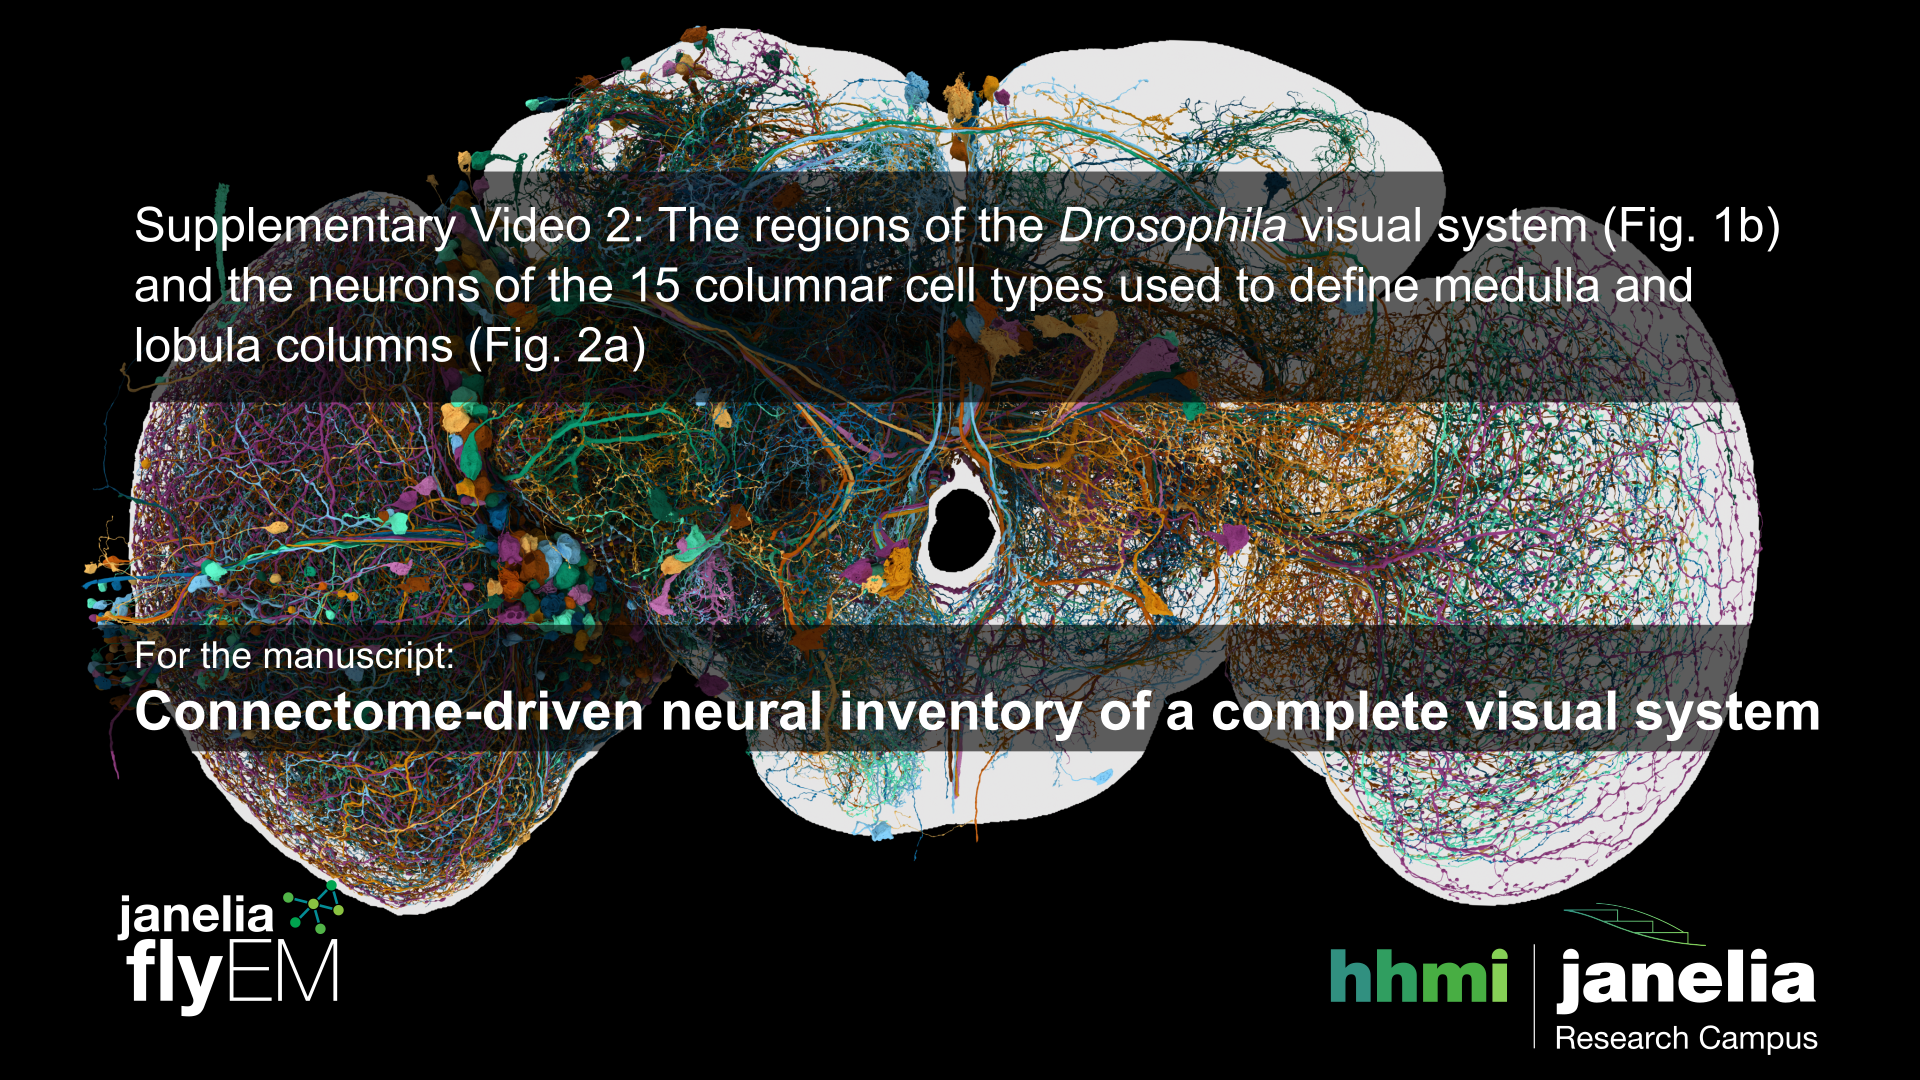 Supplementary Video 2: The regions of the Drosophila visual system (Fig. 1b)
and the neurons of the 15 columnar cell types used to define medulla and
lobula columns (Fig. 2a)
For the manuscript:
Connectome-driven neural inventory of a complete visual system
janelia
flyEM
hhmi
janelia
Research Campus